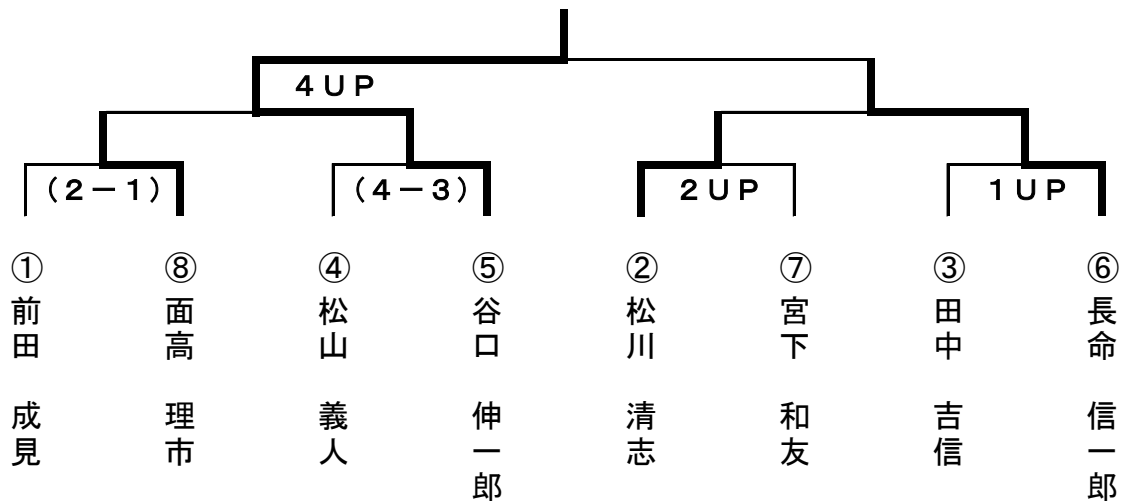 4UP
(2－1)
(4－3)
2UP
1UP
① 前田 成見
⑧ 面高 理市
④ 松山 義人
⑤ 谷口 伸一郎
② 松川 清志
⑦ 宮下 和友
③ 田中 吉信
⑥ 長命 信一郎